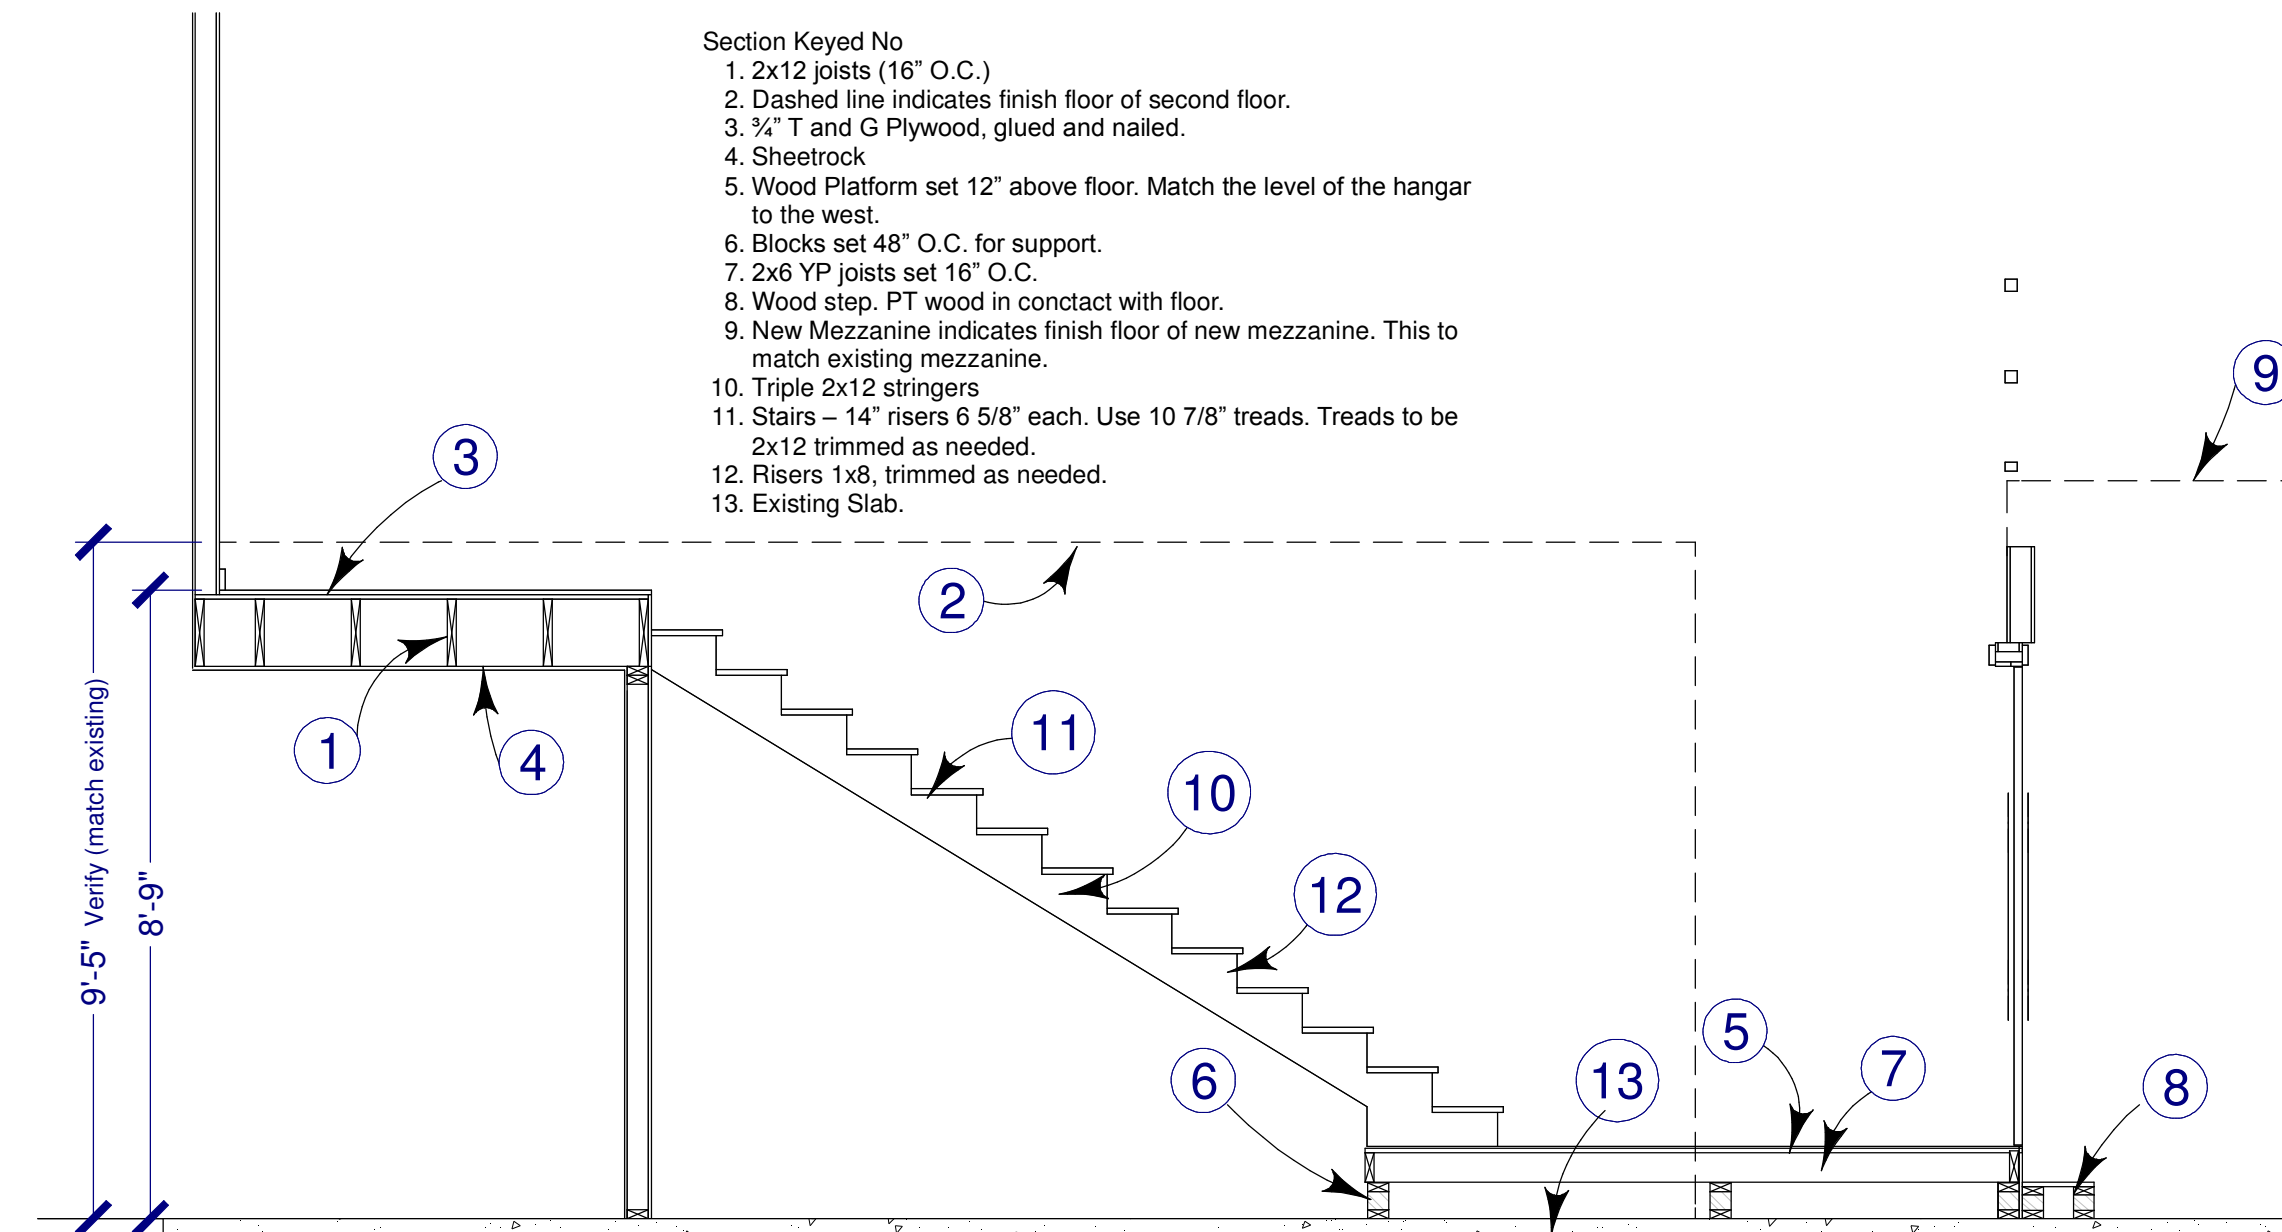 Section Keyed No
1. 2x12 joists (16” O.C.)
2. Dashed line indicates finish floor of second floor.
3. ¾” T and G Plywood, glued and nailed.
4. Sheetrock
5. Wood Platform set 12” above floor. Match the level of the hangar
to the west.
6. Blocks set 48” O.C. for support.
7. 2x6 YP joists set 16” O.C.
8. Wood step. PT wood in conctact with floor.
9. New Mezzanine indicates finish floor of new mezzanine. This to
match existing mezzanine.
10. Triple 2x12 stringers
11. Stairs – 14” risers 6 5/8” each. Use 10 7/8” treads. Treads to be
2x12 trimmed as needed.
12. Risers 1x8, trimmed as needed.
13. Existing Slab.
9
3
2
1
4
11
10
12
5
6
13
7
8
9'-5" Verify (match existing)
8'-9"